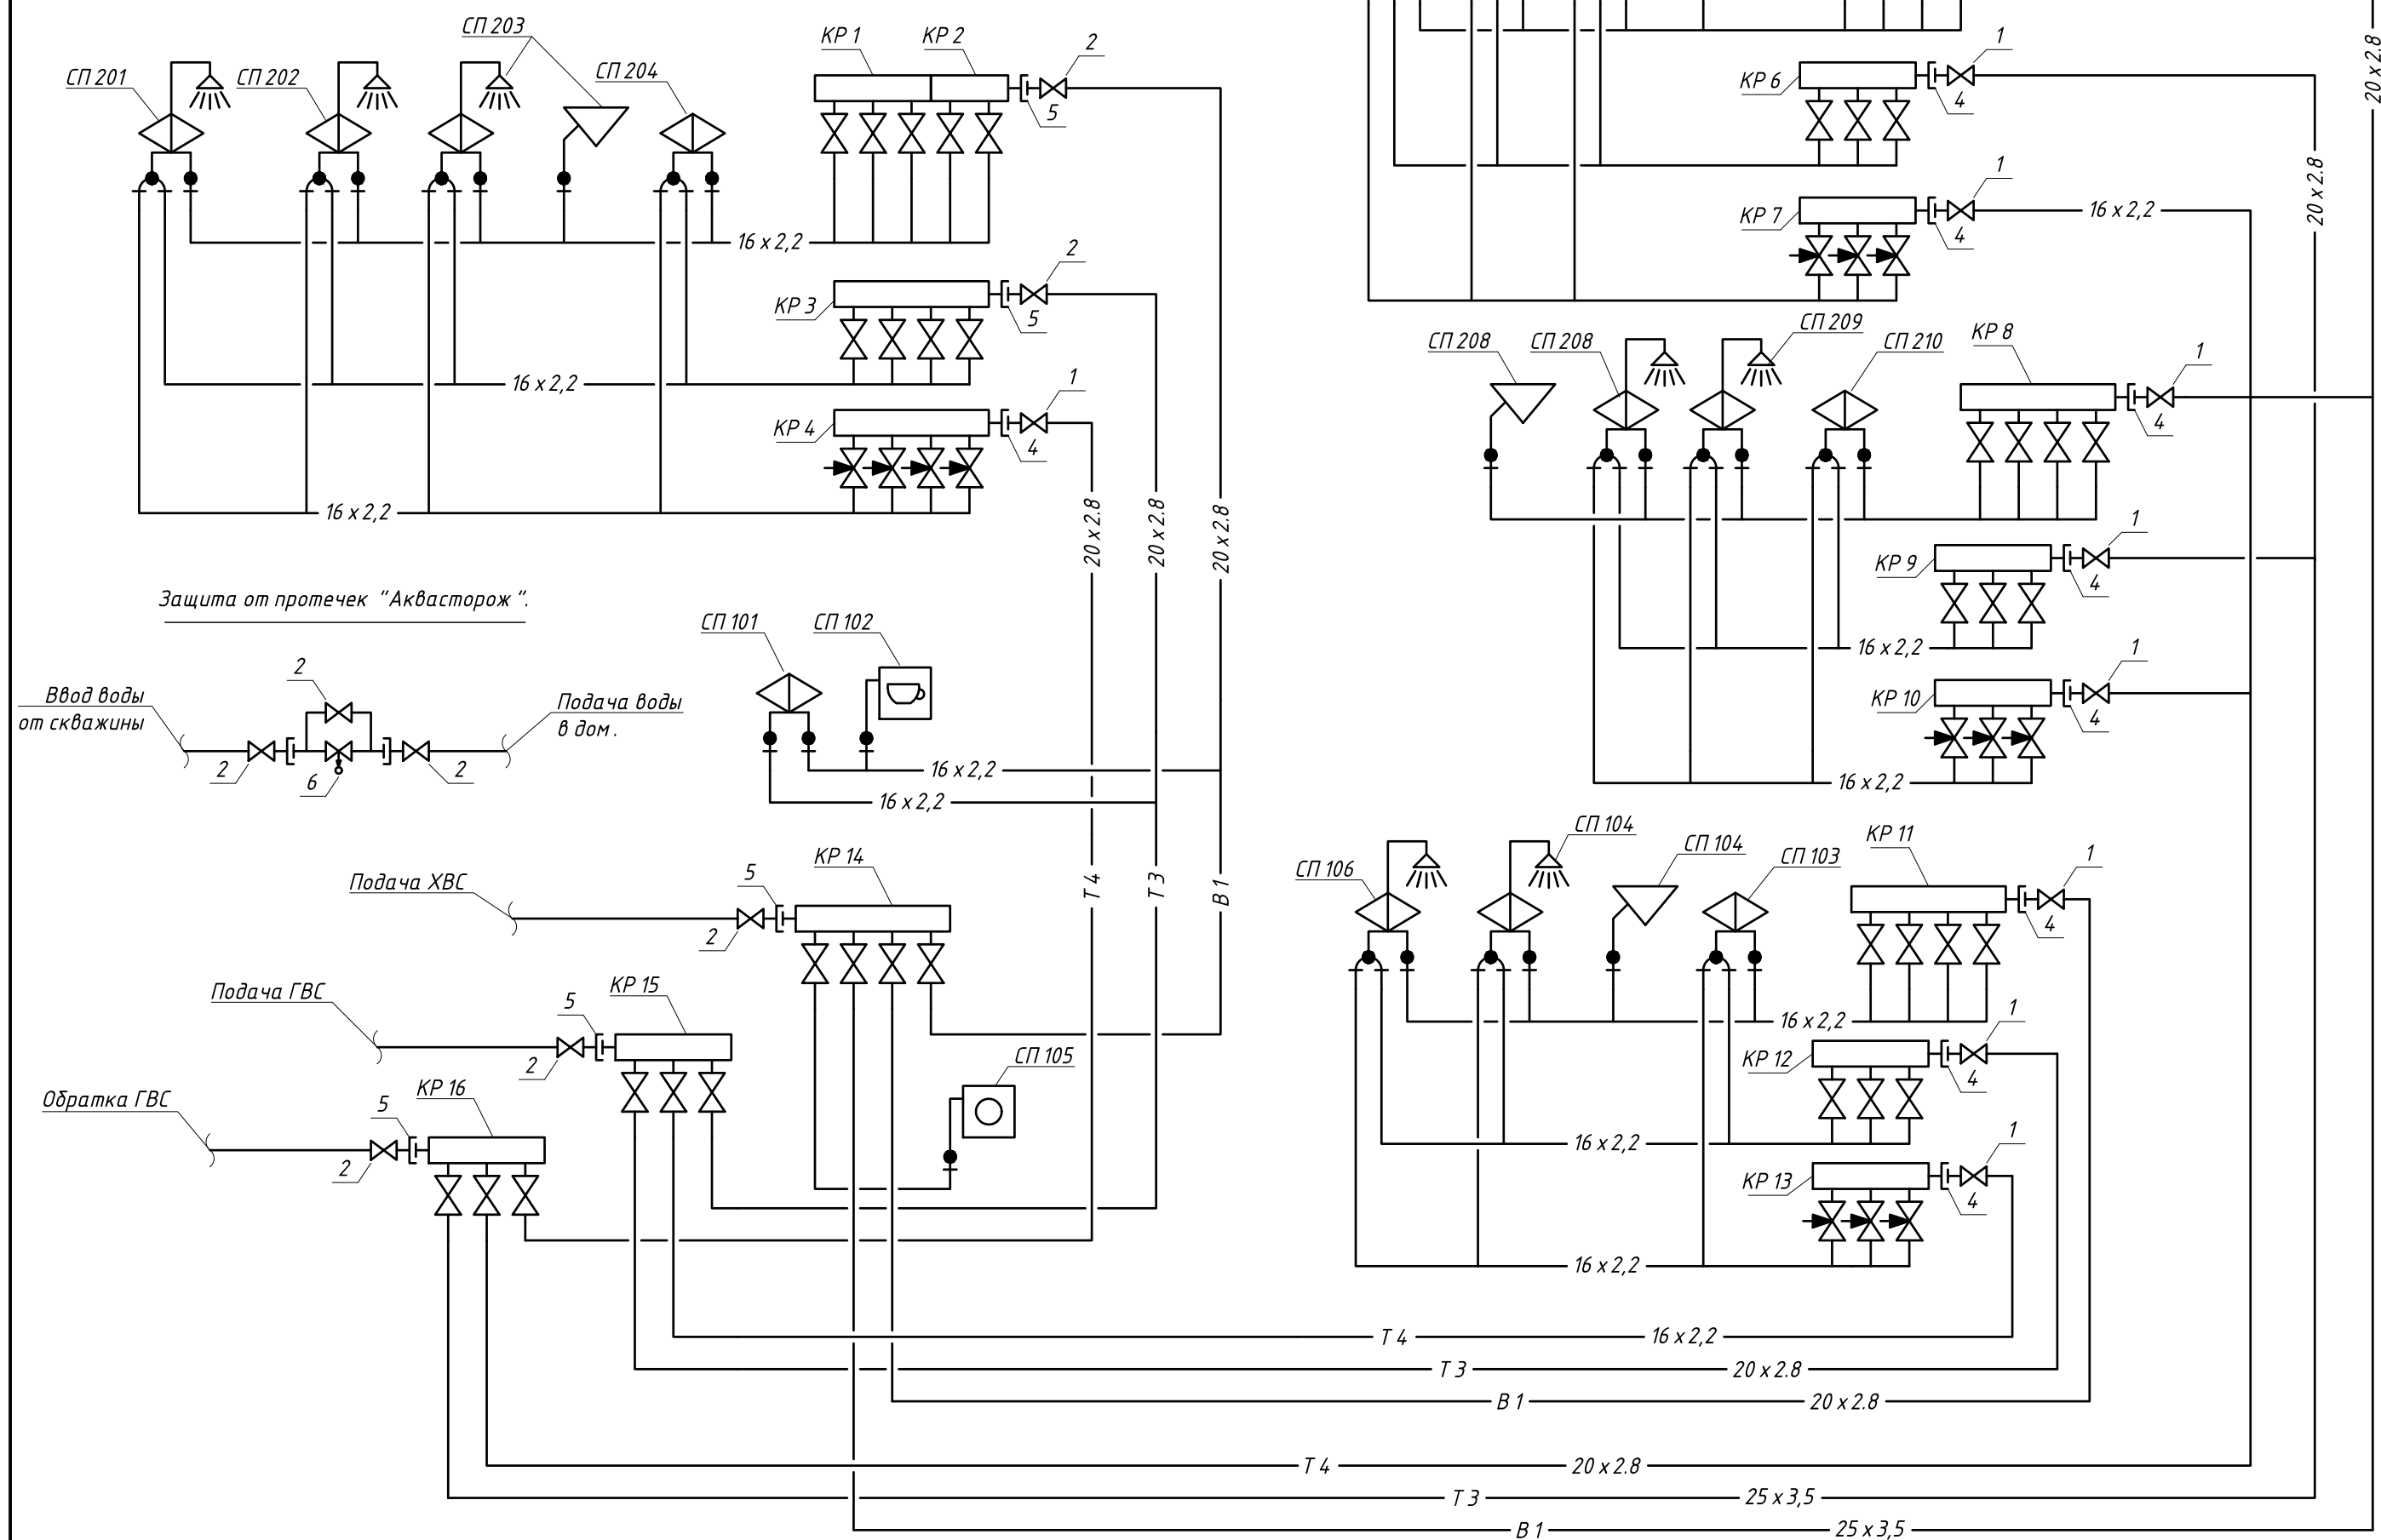 СП 203
КР 1
КР 2
2
1
20 x 2.8
СП 201
СП 202
СП 204
5
КР 6
4
1
20 x 2.8
КР 7
16 x 2,2
4
16 x 2,2
2
КР 3
5
СП 208
СП 208
СП 209
СП 210
КР 8
1
16 x 2,2
1
КР 4
4
4
16 x 2,2
20 x 2.8
20 x 2.8
20 x 2.8
1
КР 9
4
Защита от протечек "Аквасторож".
СП 101
СП 102
16 x 2,2
1
2
Ввод воды
от скважины
Подача воды
в дом.
КР 10
4
2
6
2
16 x 2,2
16 x 2,2
16 x 2,2
СП 104
КР 11
СП 106
СП 104
СП 103
1
КР 14
5
Подача ХВС
Т 4
Т 3
В 1
2
4
Подача ГВС
5
КР 15
16 x 2,2
1
2
СП 105
КР 12
4
Обратка ГВС
5
КР 16
16 x 2,2
1
2
КР 13
4
16 x 2,2
Т 4
16 x 2,2
Т 3
20 x 2.8
В 1
20 x 2.8
Т 4
20 x 2.8
Т 3
25 x 3,5
В 1
25 x 3,5